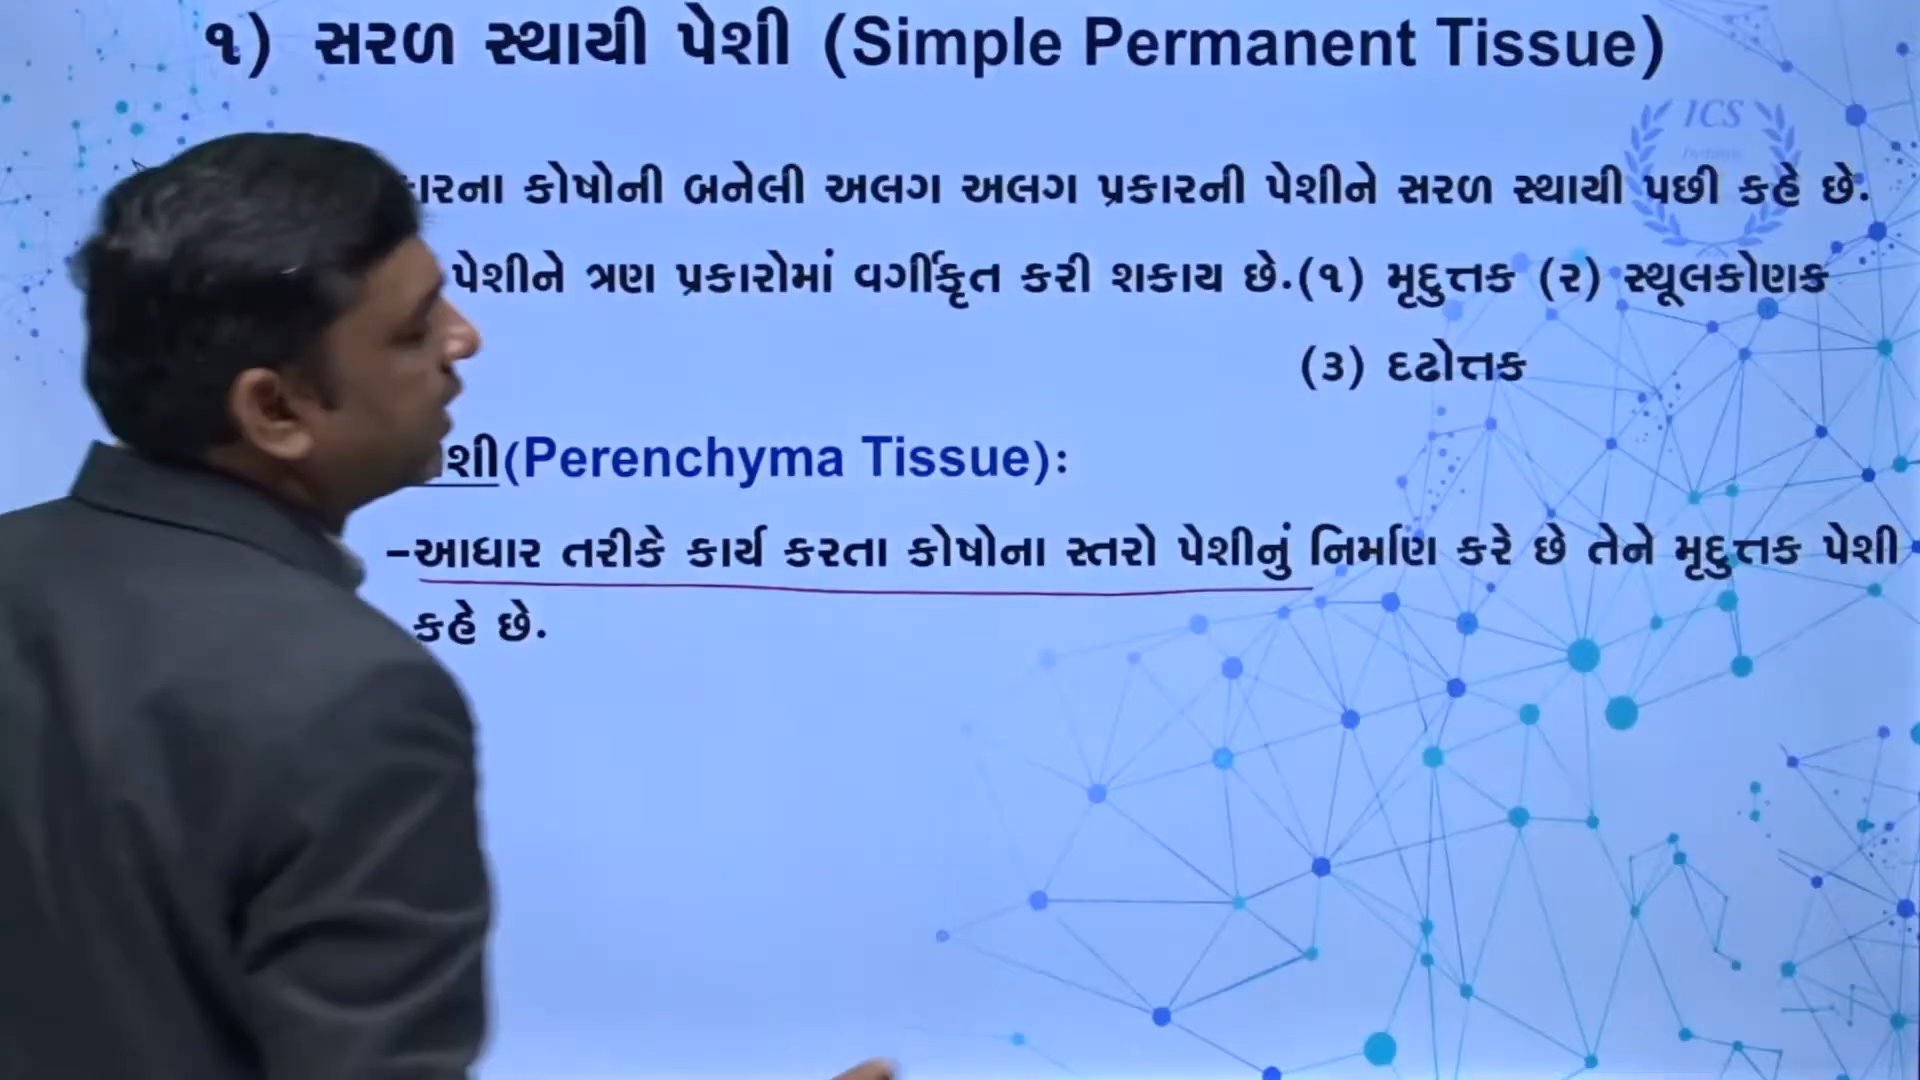 ૧) સરળ સ્થાયી પેશી (Simple Permanent Tissue)
ICS
કોષોની બનેલી અલગ અલગ પ્રકારની પેશીને સરળ સ્થાયી પછી કહે છે.
પેશીને ત્રણ પ્રકારોમાં વર્ગીકૃત કરી શકાય છે.(૧) મૃદુત્તક (૨) સ્થૂલકોણક
(૩) દઢોત્તક
(Perenchyma Tissue):
–આધાર તરીકે કાર્ય કરતા કોષોના સ્તરો પેશીનું નિર્માણ કરે છે તેને મૃદુત્તક પેશી
કહે છે.